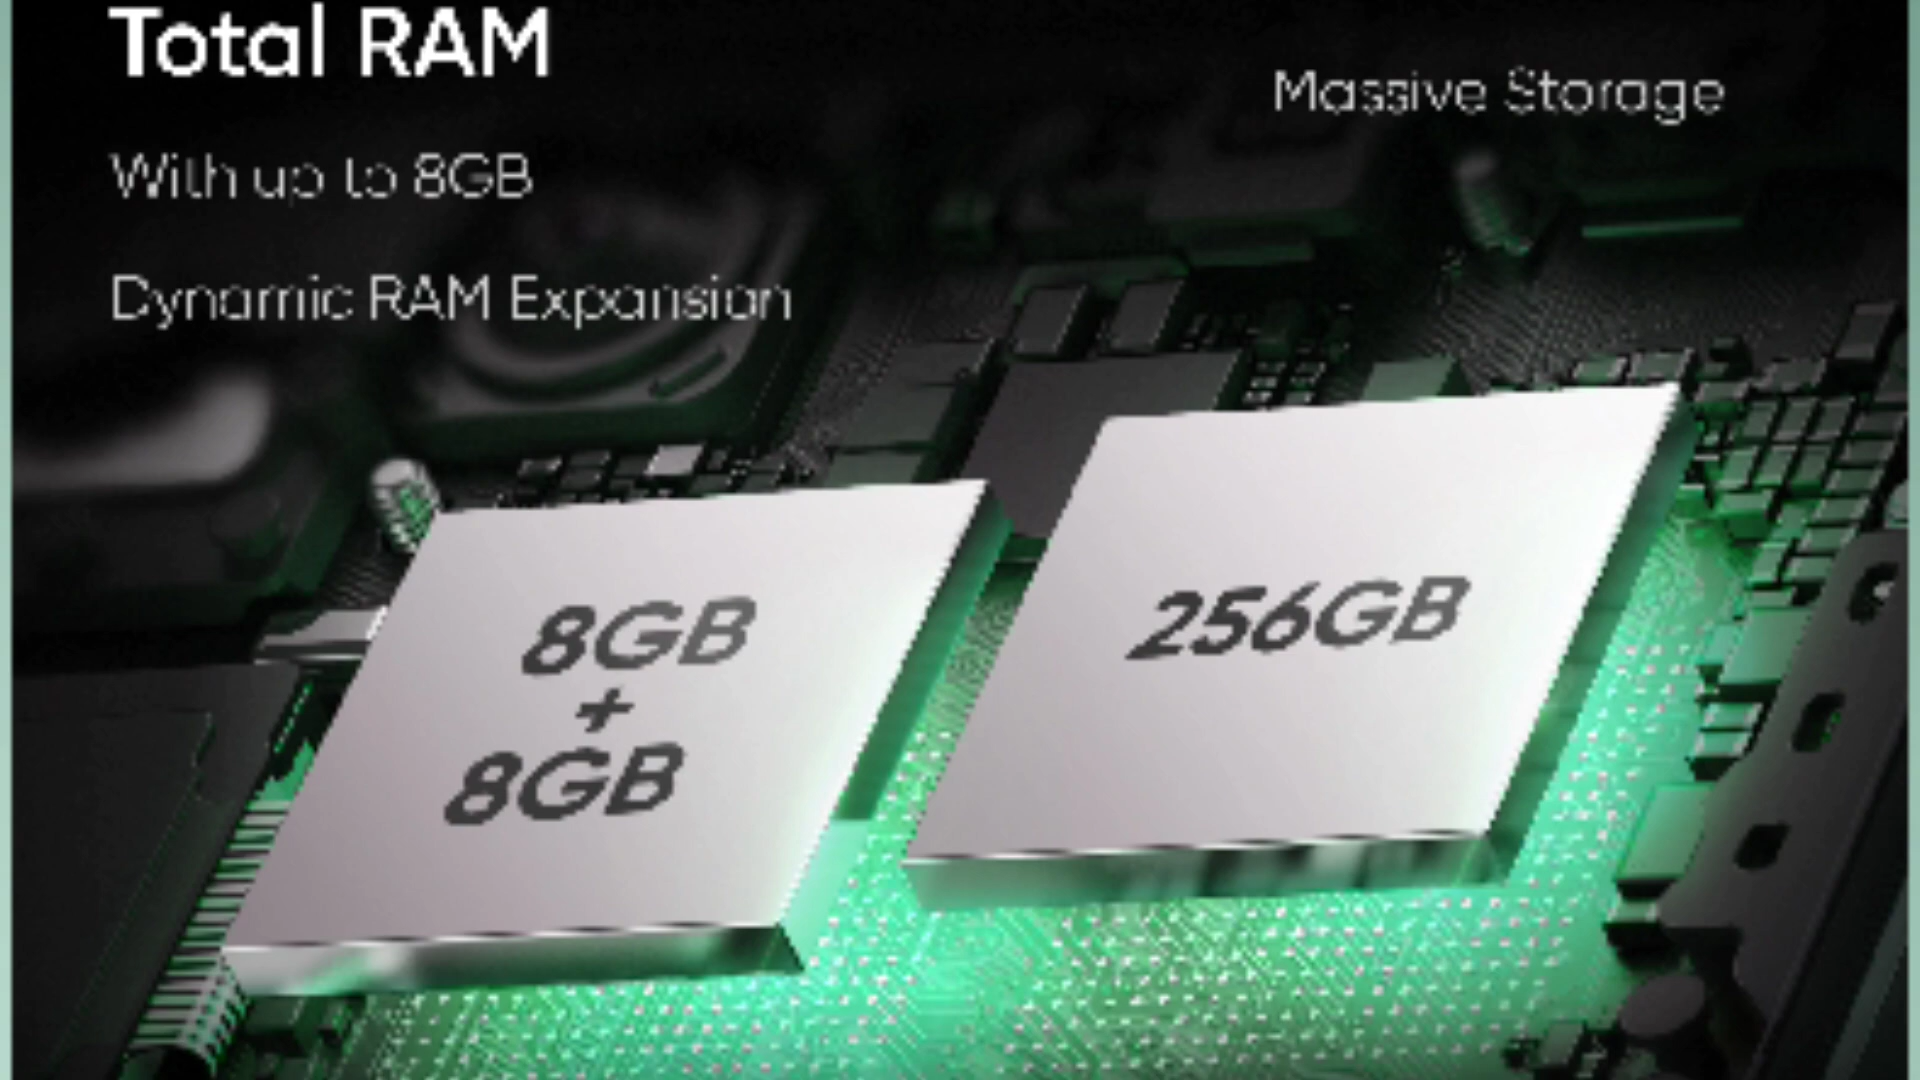 Total RAM
With up to 8GB
Dynamic RAM Expansion
Massive Storage
8GB
+
8GB
256GB